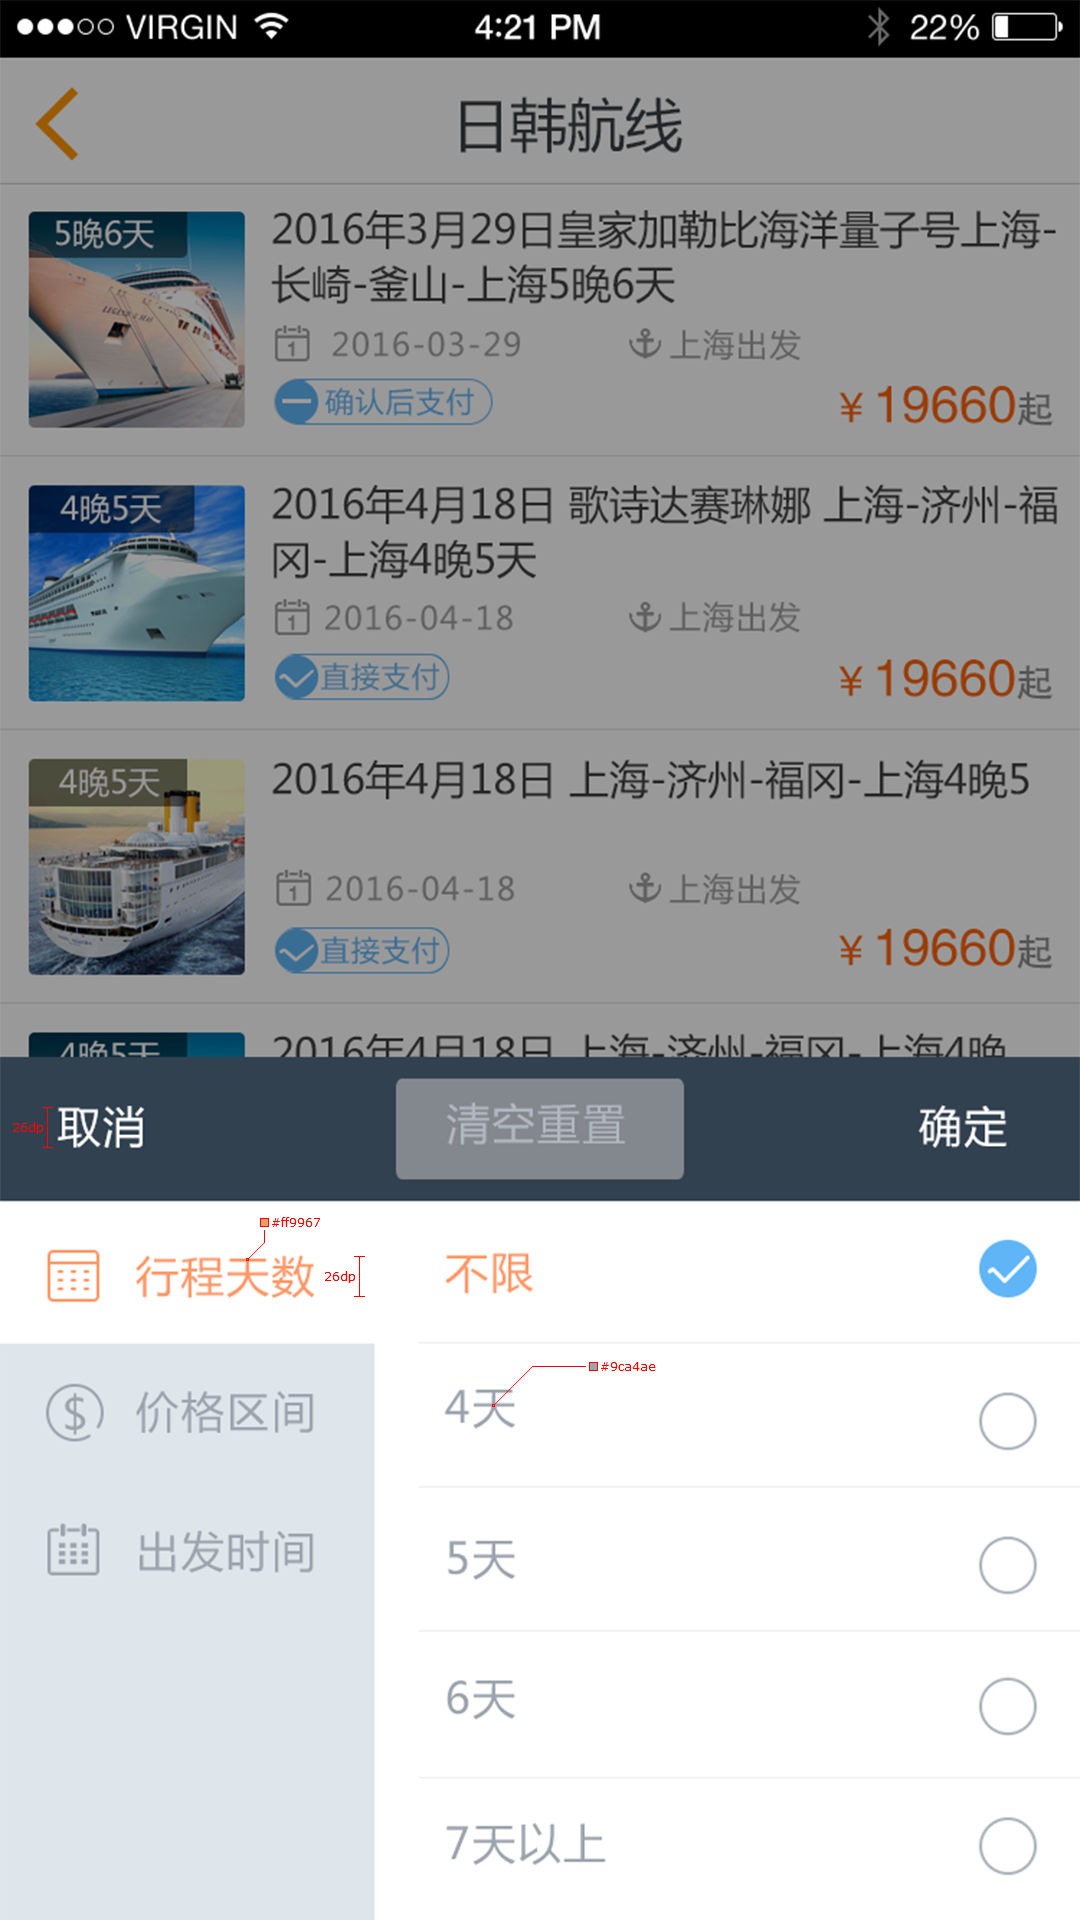 VIRGIN 4:21 PM 22%
日韩航线
5晚6天
2016年3月29日皇家加勒比海洋量子号上海-
长崎-釜山-上海5晚6天
2016-03-29 上海出发
确认后支付
¥ 19660起
4晚5天
2016年4月18日 歌诗达赛琳娜 上海-济州-福
冈-上海4晚5天
2016-04-18 上海出发
直接支付
¥ 19660起
4晚5天
2016年4月18日 上海-济州-福冈-上海4晚5
2016-04-18 上海出发
直接支付
¥ 19660起
4晚5天
2016年4月18日 上海-济州-福冈-上海4晚
26dp 取消 清空重置 确定
#ff9967
行程天数 26dp 不限
#9ca4ae
价格区间 4天
出发时间 5天
6天
7天以上